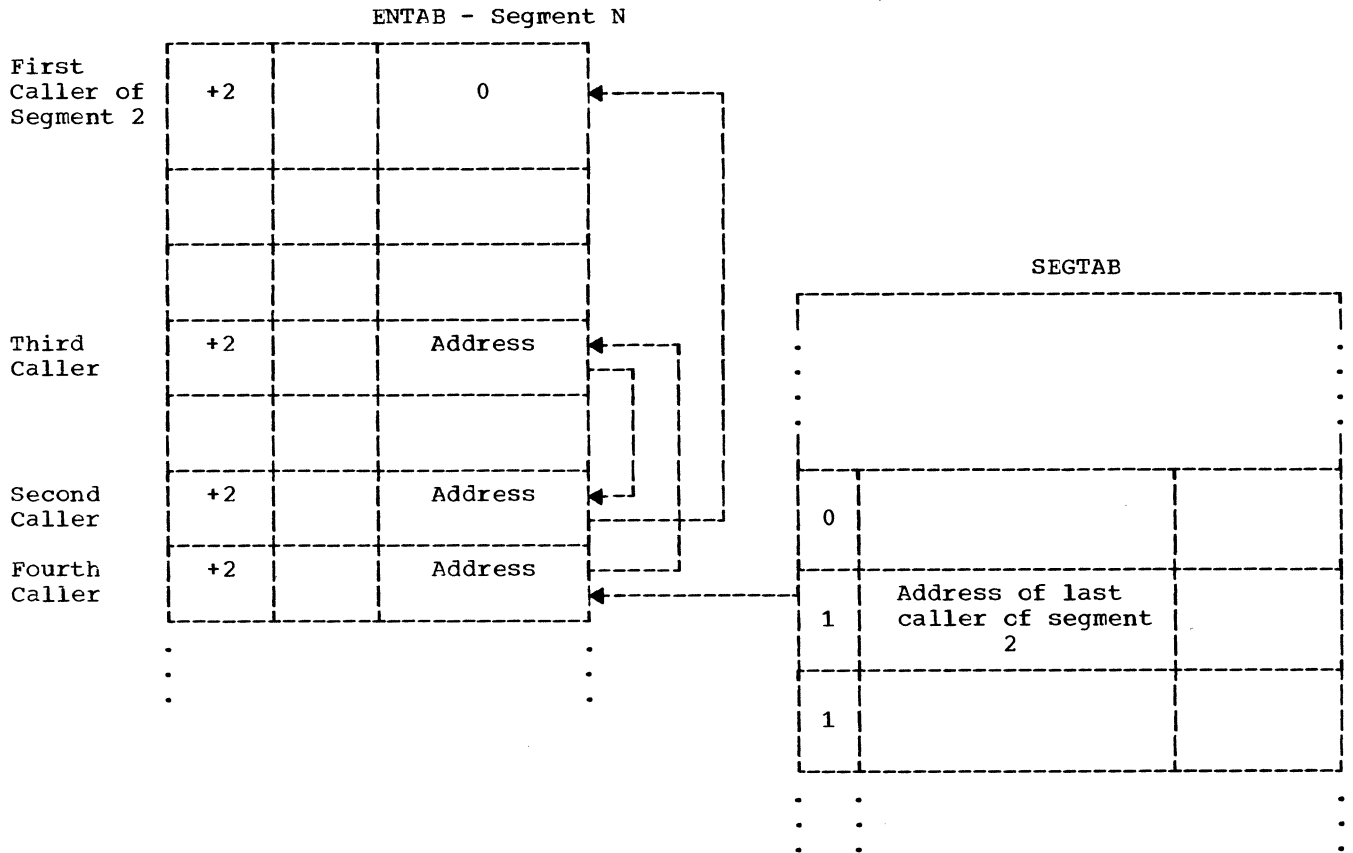 ENTAB - Segment N
First
Caller of
Segment 2
+2
0
Third
Caller
+2
Address
Second
Caller
+2
Address
Fourth
Caller
+2
Address
SEGTAB
0
1
Address of last
caller cf segment
2
1